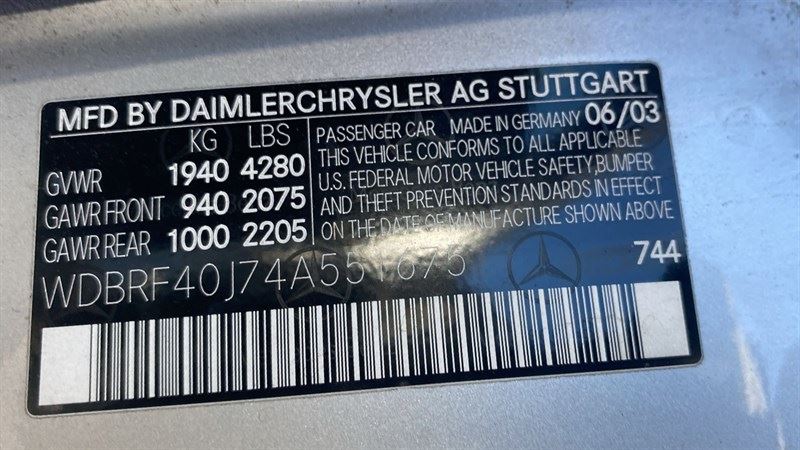 MFD BY DAIMLERCHRYSLER AG STUTTGART
KG LBS
GVWR 1940 4280
GAWR FRONT 940 2075
GAWR REAR 1000 2205
PASSENGER CAR MADE IN GERMANY 06/03
THIS VEHICLE CONFORMS TO ALL APPLICABLE
U.S. FEDERAL MOTOR VEHICLE SAFETY,BUMPER
AND THEFT PREVENTION STANDARDS IN EFFECT
ON THE DATE OF MANUFACTURE SHOWN ABOVE
WDBRF40J74A551675 744